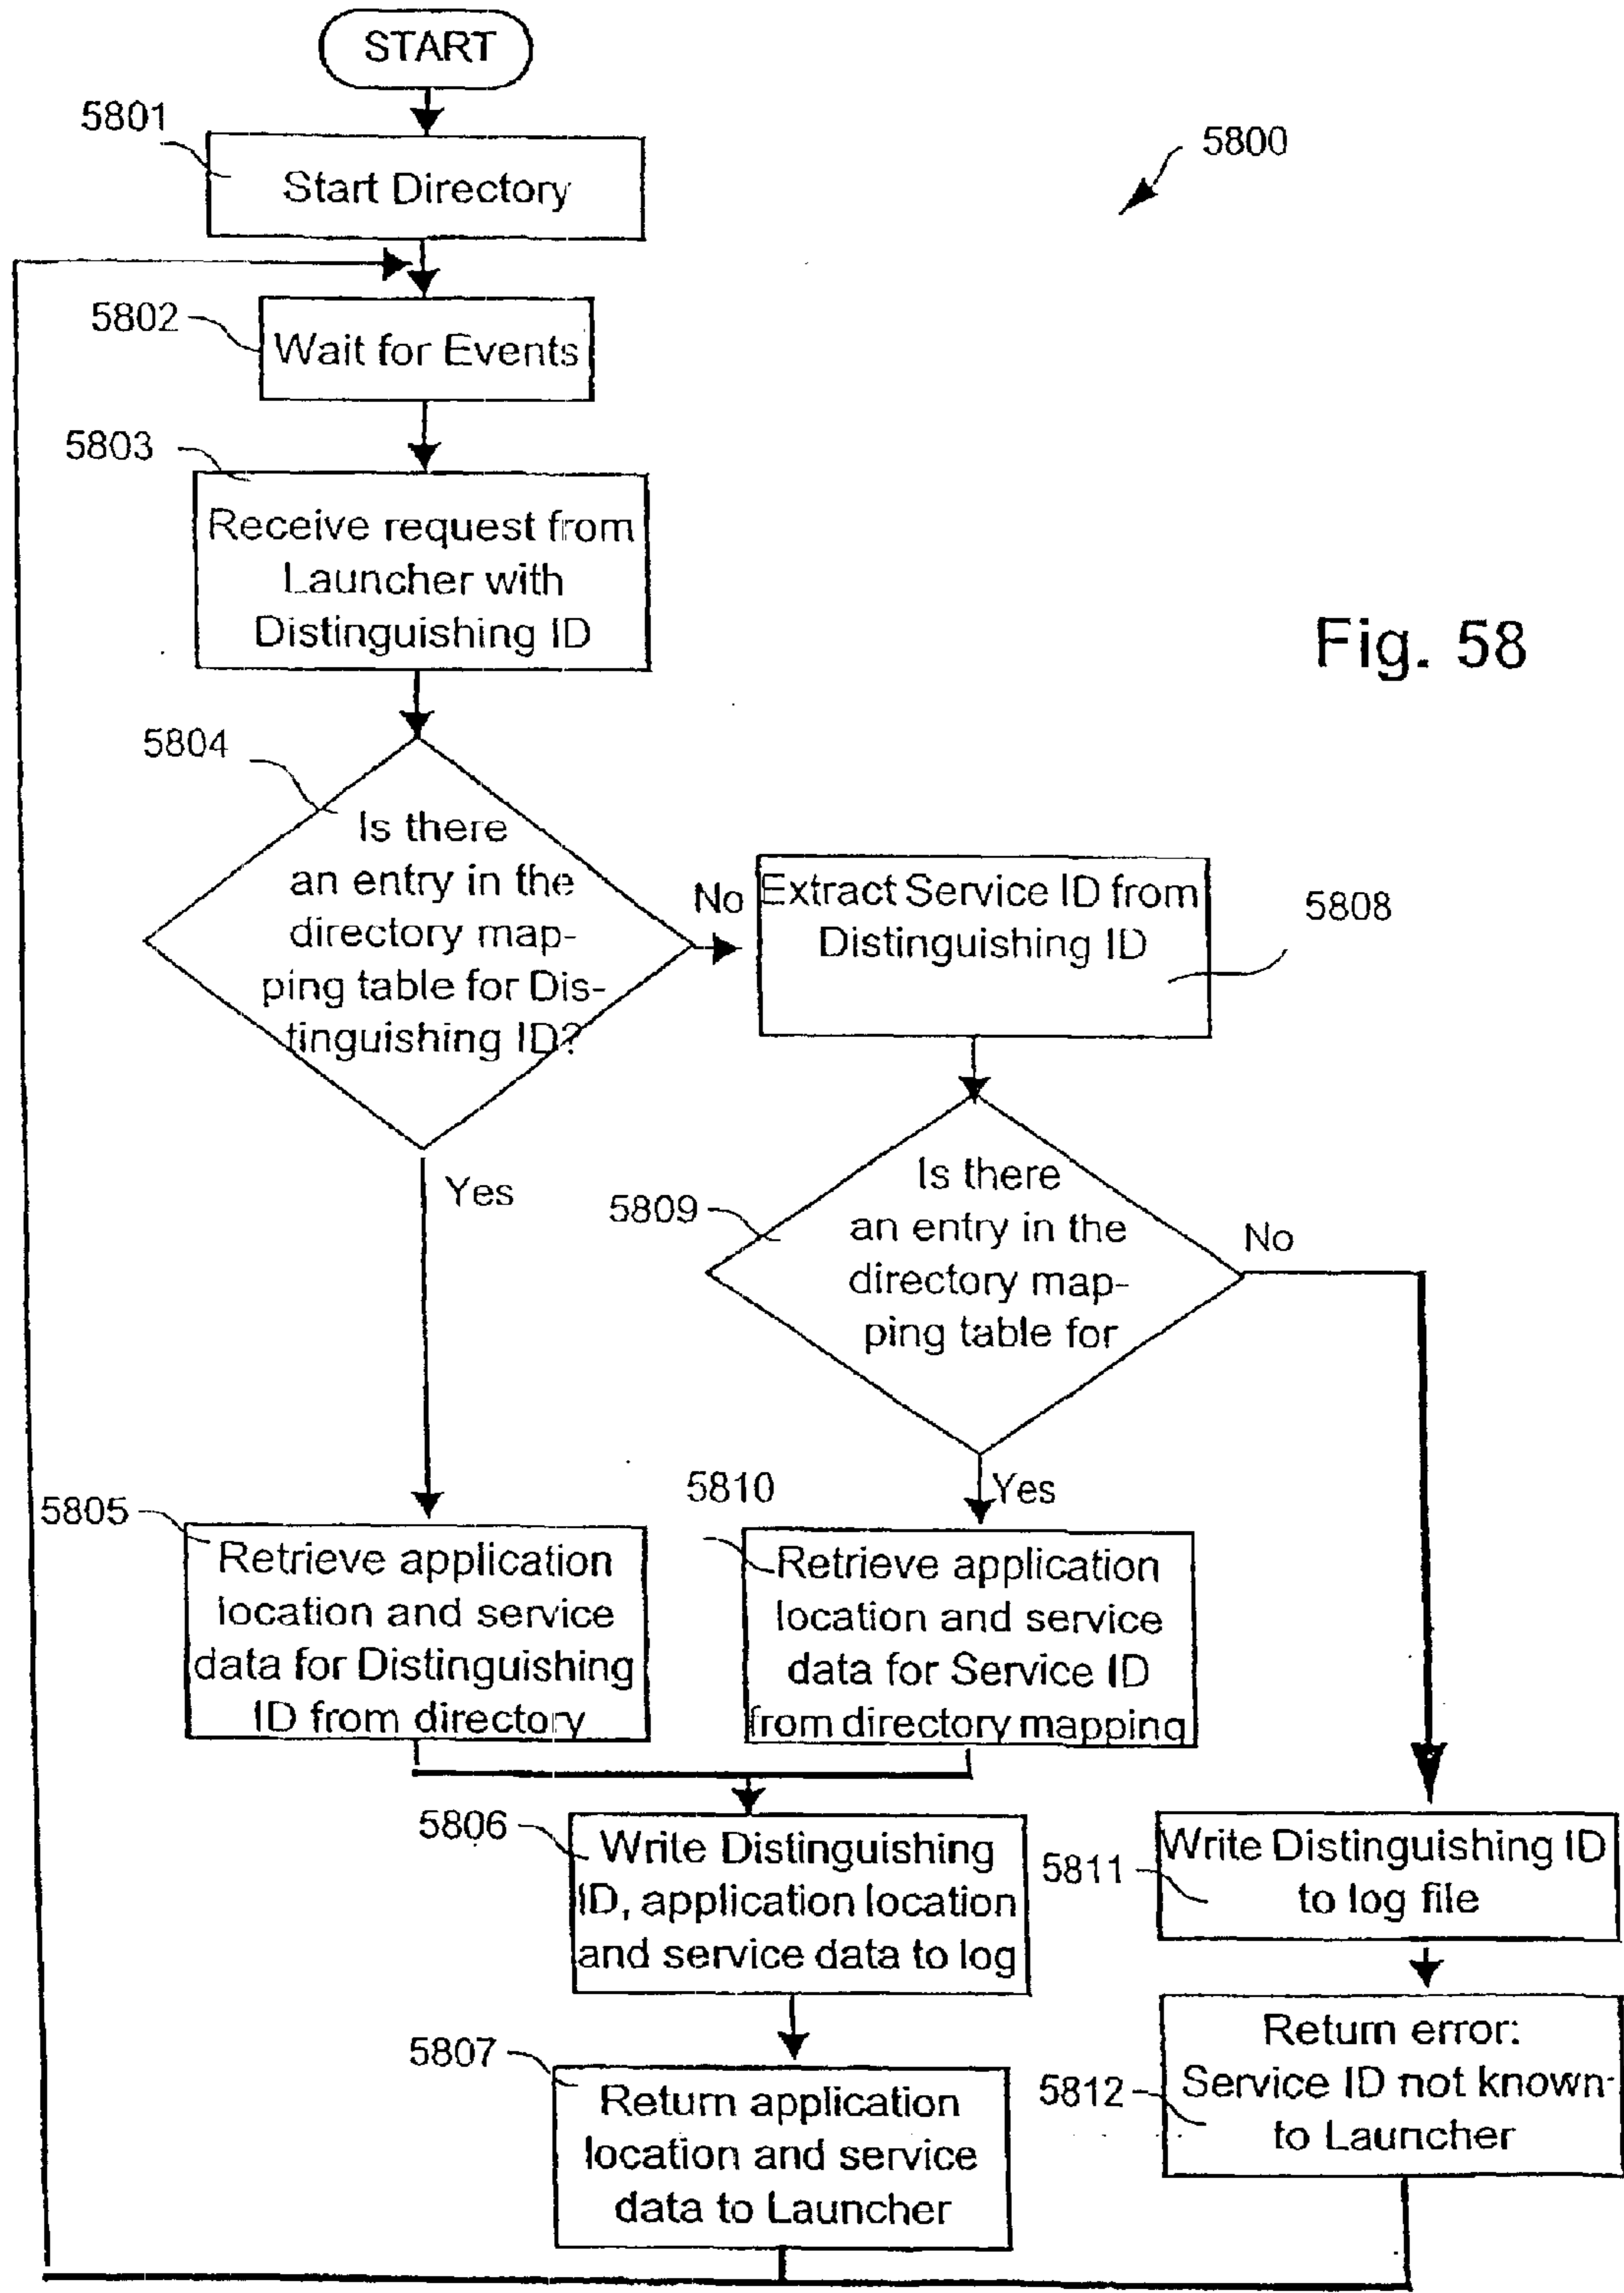 START
5801
Start Directory
5800
5802
Wait for Events
5803
Receive request from
Launcher with
Distinguishing ID
Fig. 58
5804
Is there
an entry in the
directory map-
ping table for Dis-
tinguishing ID?
No
Extract Service ID from
Distinguishing ID
5808
Yes
5809
Is there
an entry in the
directory map-
ping table for
No
Yes
5805
Retrieve application
location and service
data for Distinguishing
ID from directory
5810
Retrieve application
location and service
data for Service ID
from directory mapping
5806
Write Distinguishing
ID, application location
and service data to log
5811
Write Distinguishing ID
to log file
5807
Return application
location and service
data to Launcher
5812
Return error:
Service ID not known
to Launcher